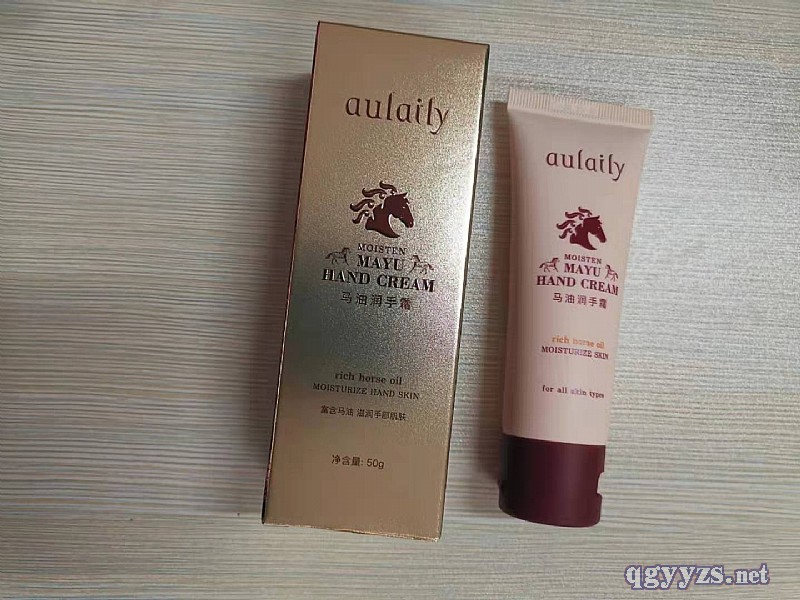 aulaily
MOISTEN
MAYU
HAND CREAM
马油润手霜
rich horse oil
MOISTURIZE HAND SKIN
富含马油 滋润手部肌肤
净含量: 50g
aulaily
MOISTEN
MAYU
HAND CREAM
马油润手霜
rich horse oil
MOISTURIZE SKIN
for all skin types
qgyyzs.net